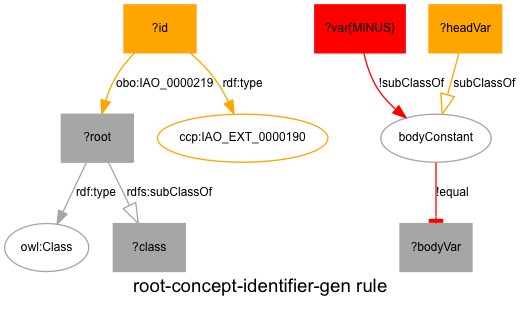 ?id
?var{MINUS}
?headVar
obo:IAO_0000219
rdf:type
!subClassOf
subClassOf
?root
ccp:IAO_EXT_0000190
bodyConstant
rdf:type
rdfs:subClassOf
!equal
owl:Class
?class
?bodyVar
root-concept-identifier-gen rule